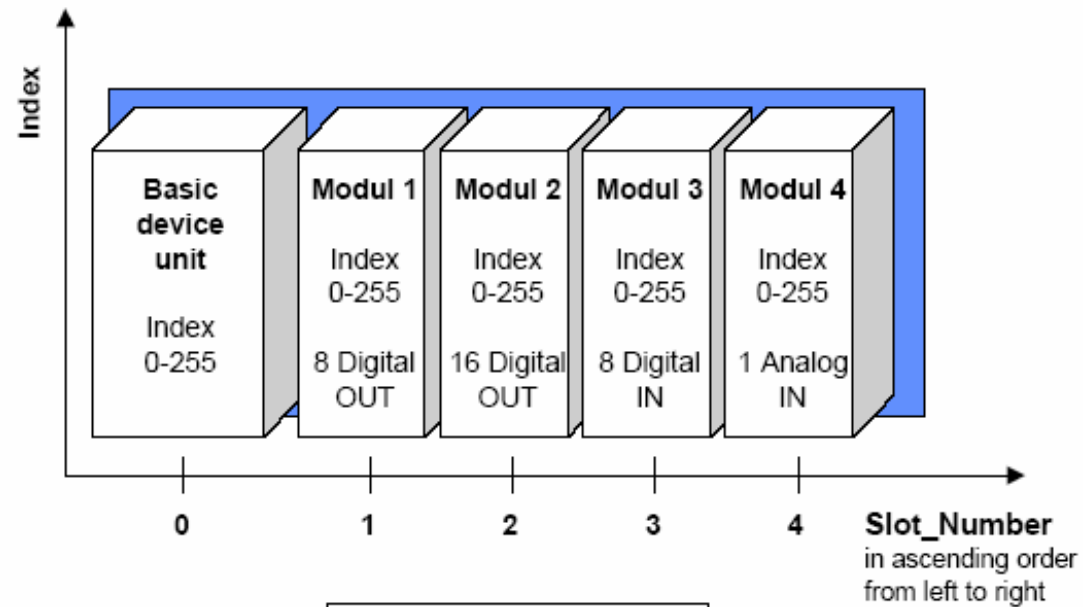 Index
Basic
device
unit
Index
0-255
Modul 1
Index
0-255
8 Digital
OUT
Modul 2
Index
0-255
16 Digital
OUT
Modul 3
Index
0-255
8 Digital
IN
Modul 4
Index
0-255
1 Analog
IN
0
1
2
3
4
Slot_Number
in ascending order
from left to right